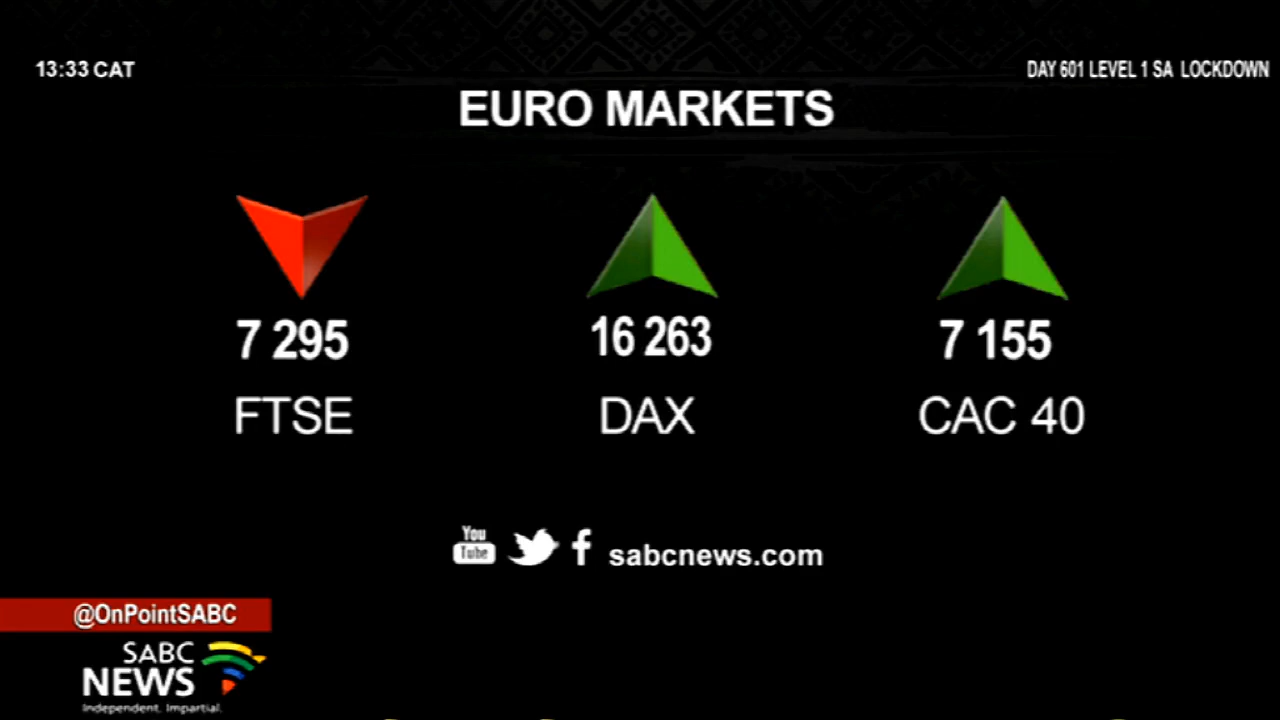 13:33 CAT
DAY 601 LEVEL 1 SA LOCKDOWN
EURO MARKETS
7 295
16 263
7 155
FTSE
DAX
CAC 40
You
Tube
sabcnews.com
@OnPointSABC
SABC
NEWS
Independent. Impartial.